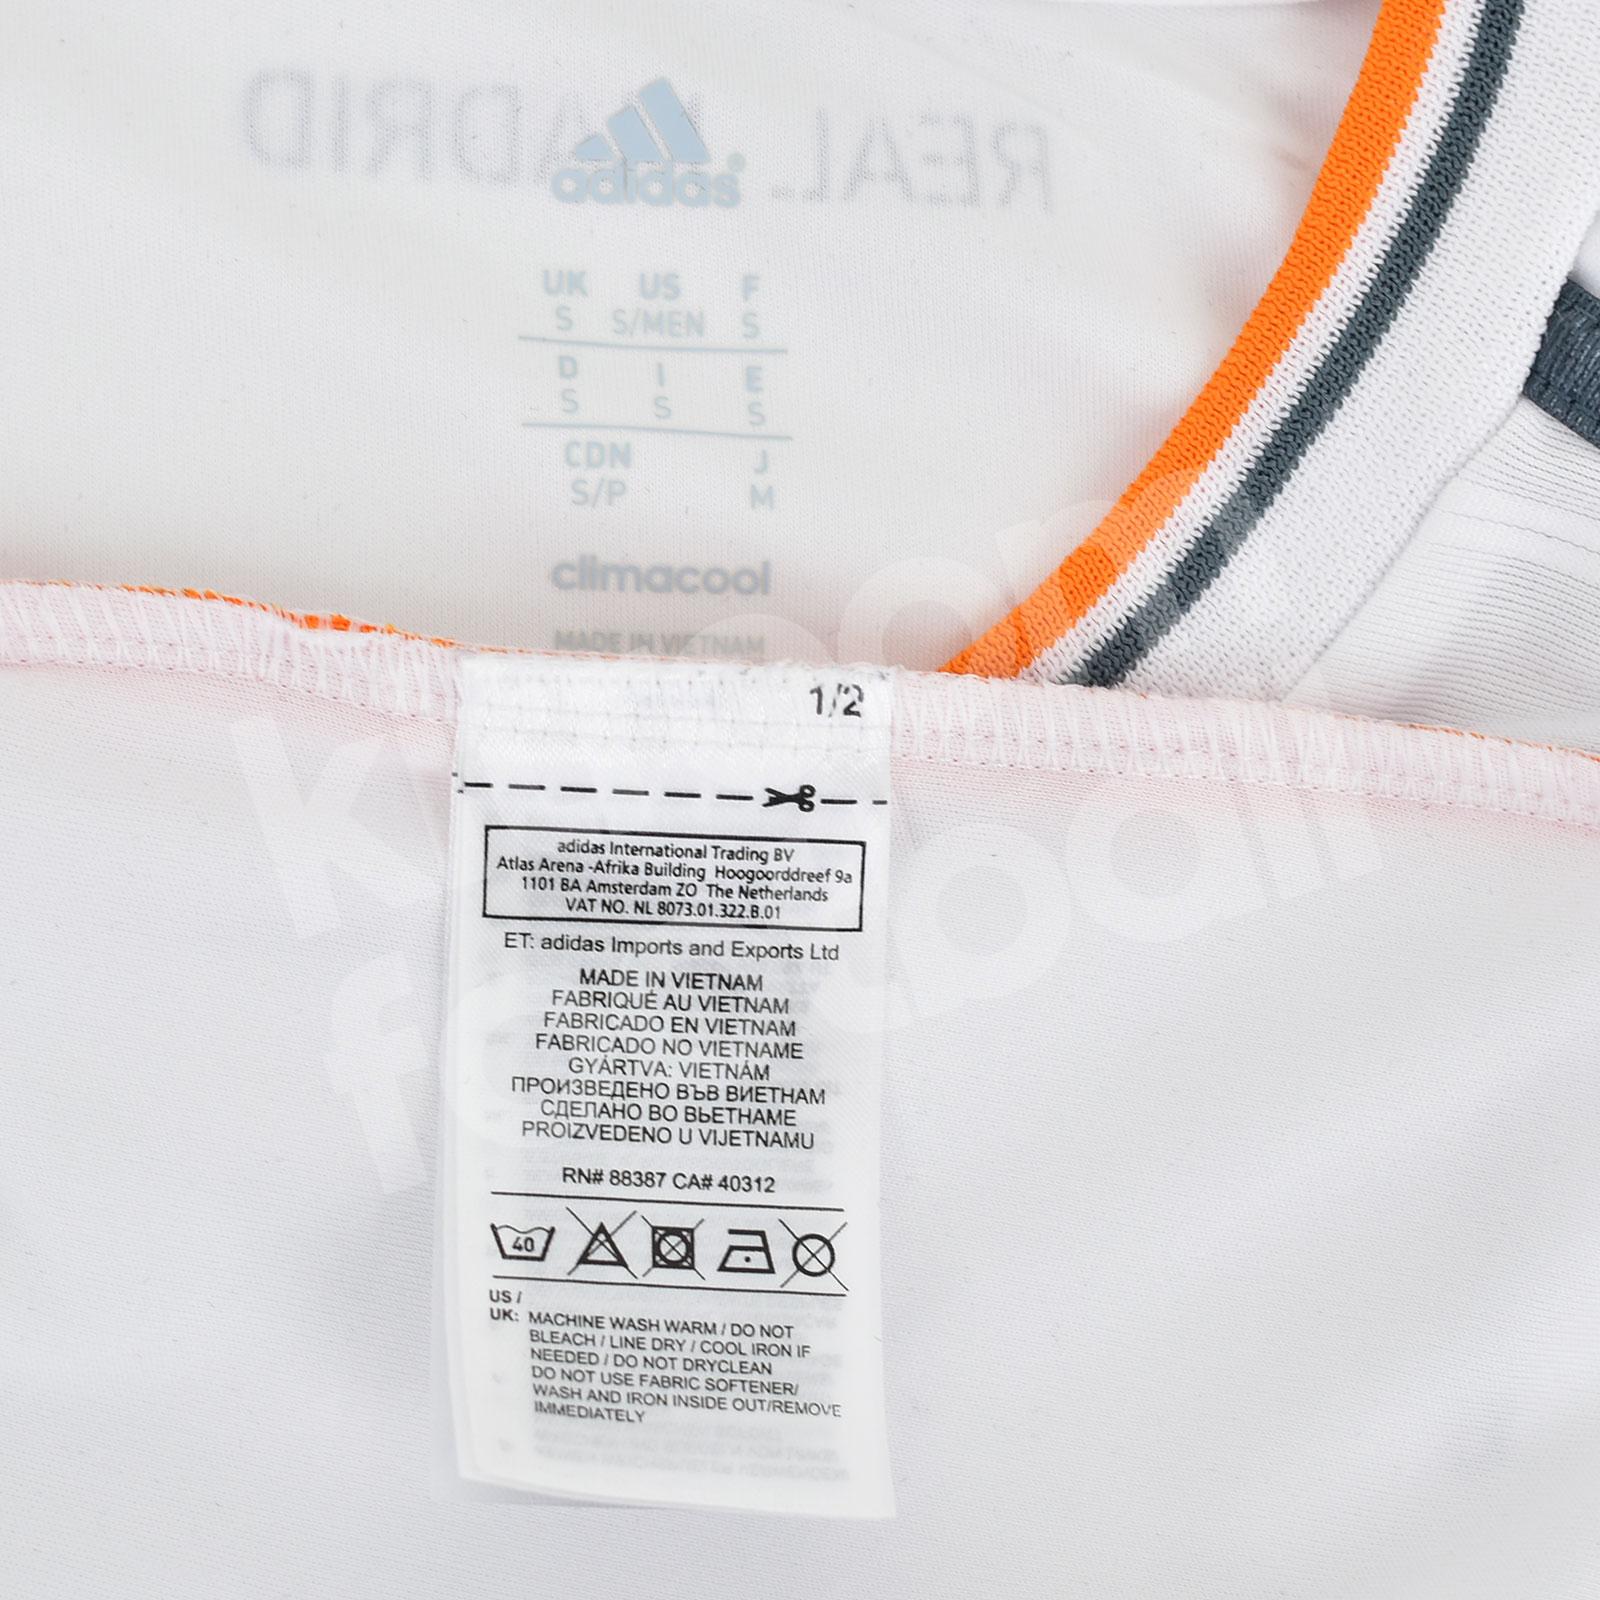 REAL MADRID
adidas
UK US F
S S/MEN S
D I E
S S S
CDN J
S/P M
climacool
MADE IN VIETNAM
1/2
adidas International Trading BV
Atlas Arena -Afrika Building Hoogoorddreef 9a
1101 BA Amsterdam ZO The Netherlands
VAT NO. NL 8073.01.322.B.01
ET: adidas Imports and Exports Ltd
MADE IN VIETNAM
FABRIQUÉ AU VIETNAM
FABRICADO EN VIETNAM
FABRICADO NO VIETNAME
GYÁRTVA: VIETNÁM
ПРОИЗВЕДЕНО ВЪВ ВИЕТНАМ
СДЕЛАНО ВО ВЬЕТНАМЕ
PROIZVEDENO U VIJETNAMU
RN# 88387 CA# 40312
40
US /
UK: MACHINE WASH WARM / DO NOT
BLEACH / LINE DRY / COOL IRON IF
NEEDED / DO NOT DRYCLEAN
DO NOT USE FABRIC SOFTENER/
WASH AND IRON INSIDE OUT/REMOVE
IMMEDIATELY